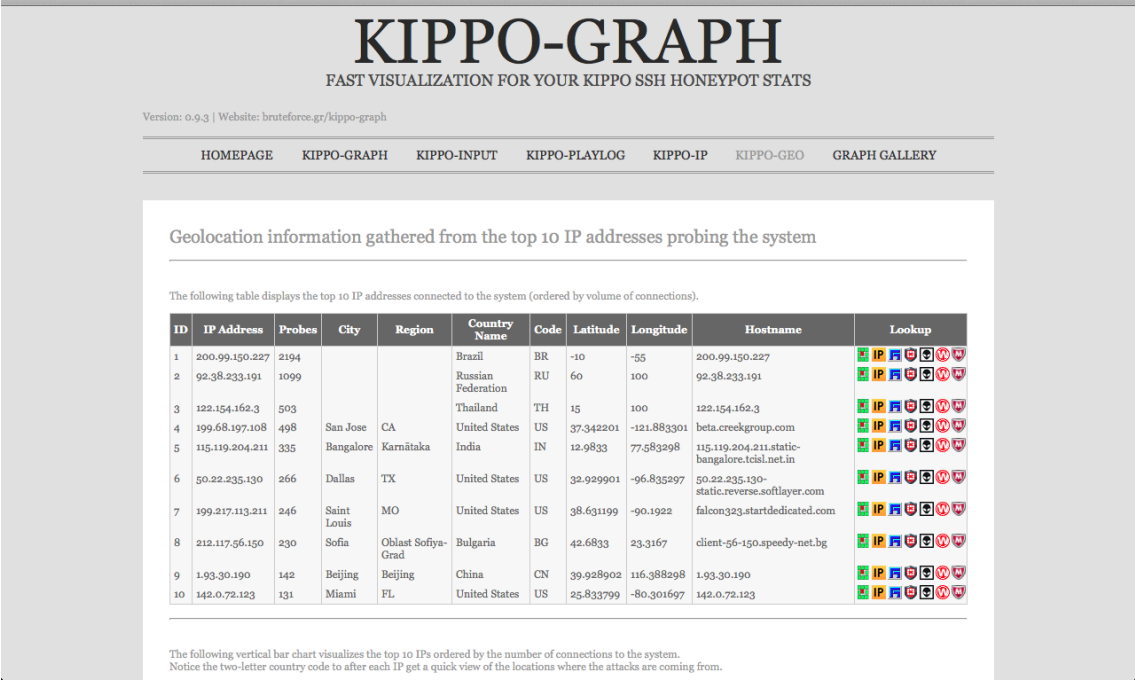 KIPPO-GRAPH
FAST VISUALIZATION FOR YOUR KIPPO SSH HONEYPOT STATS
Version: 0.9.3 | Website: bruteforce.gr/kippo-graph
HOMEPAGE KIPPO-GRAPH KIPPO-INPUT KIPPO-PLAYLOG KIPPO-IP KIPPO-GEO GRAPH GALLERY
Geolocation information gathered from the top 10 IP addresses probing the system
The following table displays the top 10 IP addresses connected to the system (ordered by volume of connections).
ID IP Address Probes City Region Country Name Code Latitude Longitude Hostname Lookup
1 200.99.150.227 2194 Brazil BR -10 -55 200.99.150.227 IP W M
2 92.38.233.191 1099 Russian Federation RU 60 100 92.38.233.191 IP W M
3 122.154.162.3 503 Thailand TH 15 100 122.154.162.3 IP W M
4 199.68.197.108 498 San Jose CA United States US 37.342201 -121.883301 beta.creekgroup.com IP W M
5 115.119.204.211 335 Bangalore Karnātaka India IN 12.9833 77.583298 115.119.204.211.static-bangalore.tcisl.net.in IP W M
6 50.22.235.130 266 Dallas TX United States US 32.929901 -96.835297 50.22.235.130-static.reverse.softlayer.com IP W M
7 199.217.113.211 246 Saint Louis MO United States US 38.631199 -90.1922 falcon323.startdedicated.com IP W M
8 212.117.56.150 230 Sofia Oblast Sofiya-Grad Bulgaria BG 42.6833 23.3167 client-56-150.speedy-net.bg IP W M
9 1.93.30.190 142 Beijing Beijing China CN 39.928902 116.388298 1.93.30.190 IP W M
10 142.0.72.123 131 Miami FL United States US 25.833799 -80.301697 142.0.72.123 IP W M
The following vertical bar chart visualizes the top 10 IPs ordered by the number of connections to the system.
Notice the two-letter country code to after each IP get a quick view of the locations where the attacks are coming from.